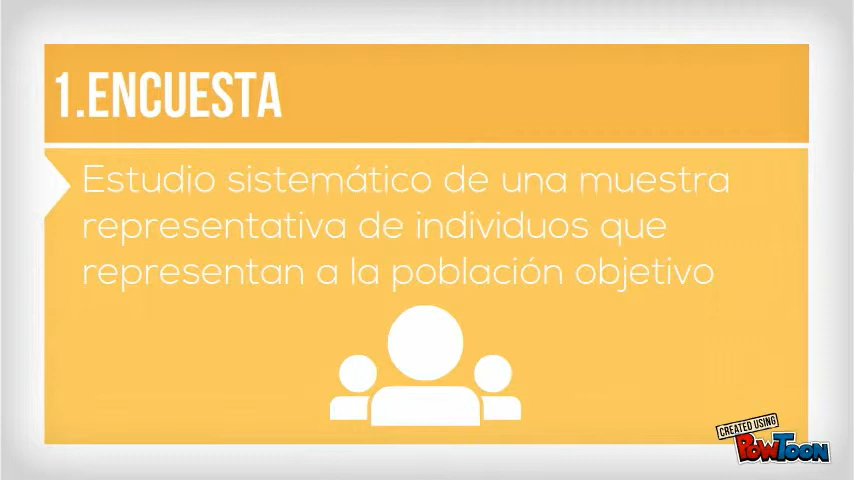 1.ENCUESTA
Estudio sistemático de una muestra
representativa de individuos que
representan a la población objetivo
CREATED USING
POWTOON